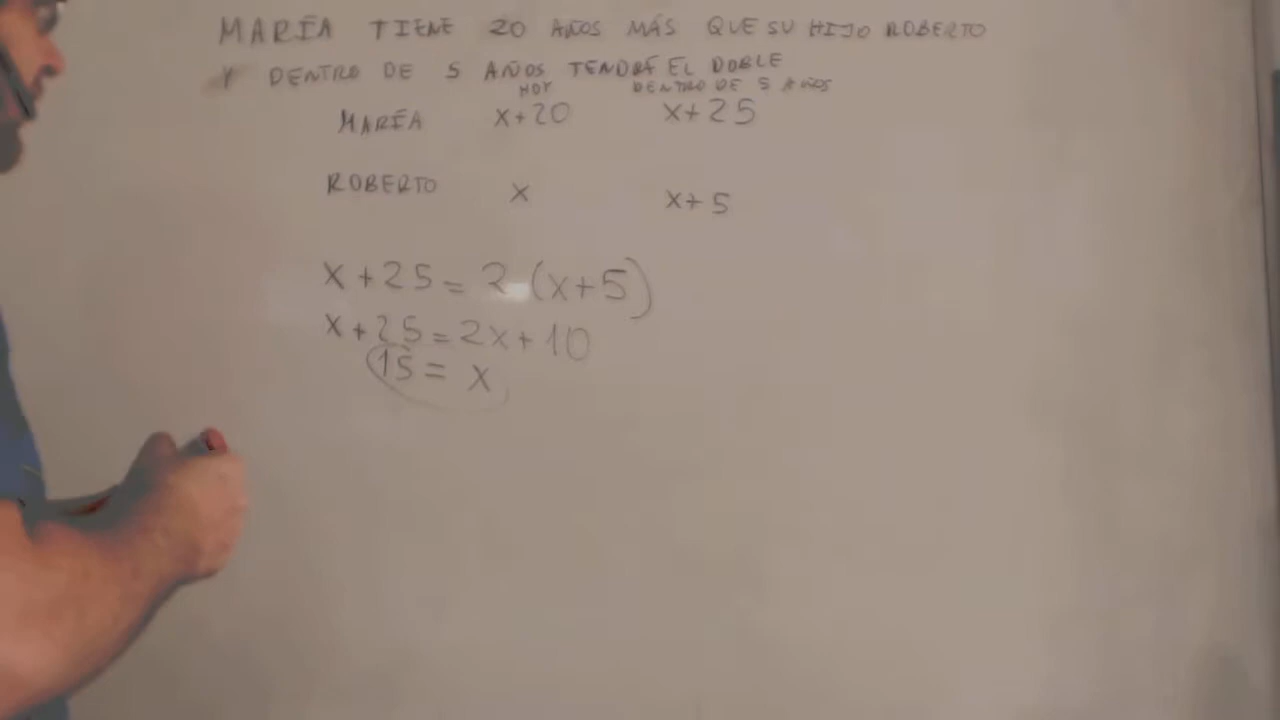 MARÍA TIENE 20 AÑOS MÁS QUE SU HIJO ROBERTO
Y DENTRO DE 5 AÑOS TENDRÁ EL DOBLE
HOY DENTRO DE 5 AÑOS
MARÍA x+20 x+25
ROBERTO x x+5
x+25=2(x+5)
x+25=2x+10
15=x